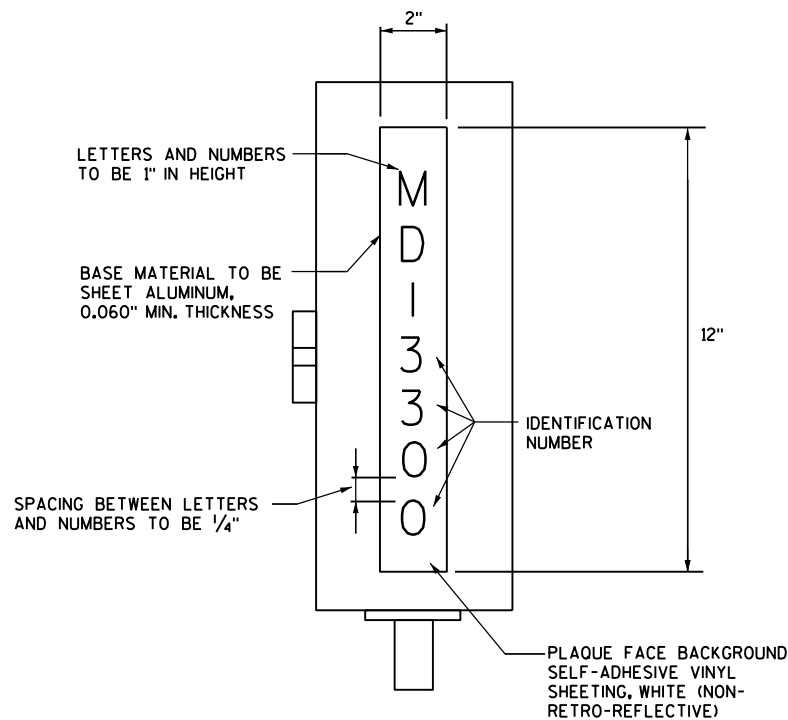 2"
LETTERS AND NUMBERS
TO BE 1" IN HEIGHT
M
D
I
3
3
0
0
BASE MATERIAL TO BE
SHEET ALUMINUM,
0.060" MIN. THICKNESS
12"
IDENTIFICATION
NUMBER
SPACING BETWEEN LETTERS
AND NUMBERS TO BE 1/4"
PLAQUE FACE BACKGROUND
SELF-ADHESIVE VINYL
SHEETING, WHITE (NON-
RETRO-REFLECTIVE)